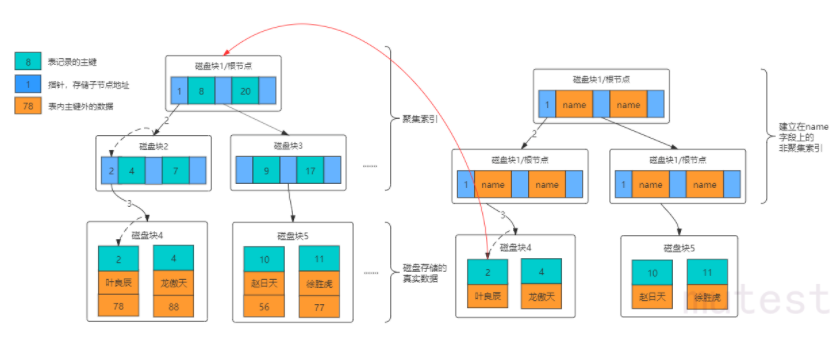 8
表记录的主键
1
指针，存储子节点地址
78
表内主键外的数据
磁盘块1/根节点
1 8 20
2
磁盘块2
2 4 7
磁盘块3
9 17
......
聚集索引
3
磁盘块4
2 4
叶良辰 龙傲天
78 88
磁盘块5
10 11
赵日天 徐胜虎
56 77
......
磁盘存储的
真实数据
磁盘块1/根节点
1 name name
2
磁盘块1/根节点
1 name name
磁盘块1/根节点
1 name name
建立在name
字段上的
非聚集索引
3
磁盘块4
2 4
叶良辰 龙傲天
磁盘块5
10 11
赵日天 徐胜虎
mutest